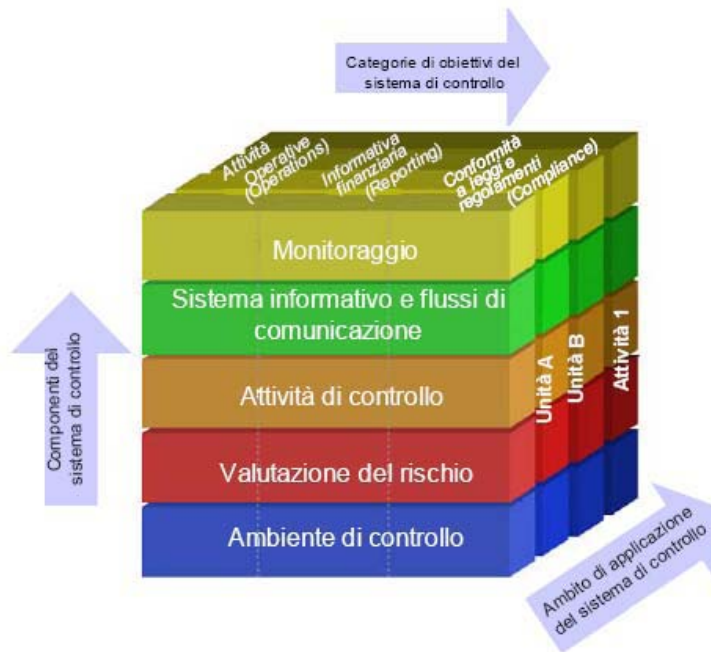 Categorie di obiettivi del
sistema di controllo
Attività
Operative
(Operations)
Informativa
finanziaria
(Reporting)
Conformità
a leggi e
regolamenti
(Compliance)
Monitoraggio
Sistema informativo e flussi di
comunicazione
Attività di controllo
Valutazione del rischio
Ambiente di controllo
Unità A
Unità B
Attività 1
Componenti del
sistema di controllo
Ambito di applicazione
del sistema di controllo